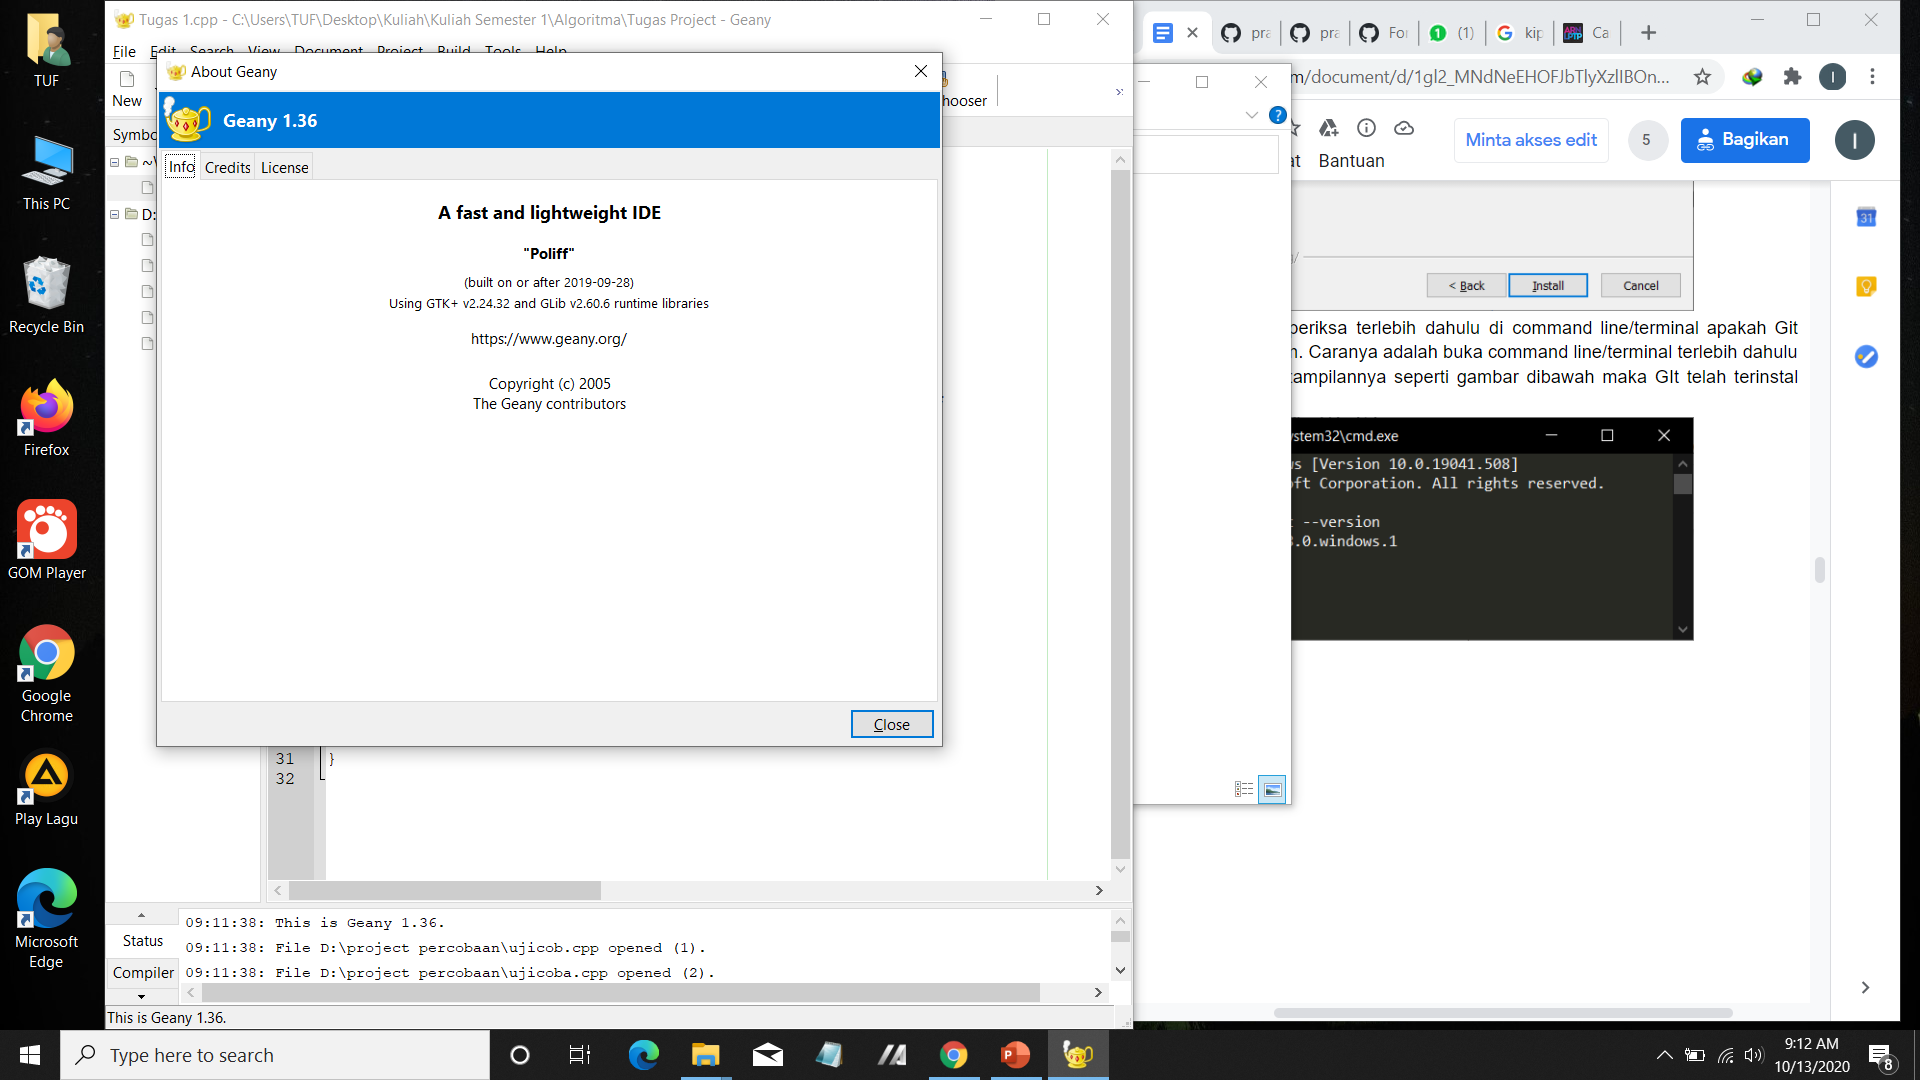 TUF
This PC
Recycle Bin
Firefox
GOM Player
Google
Chrome
Play Lagu
Microsoft
Edge
Tugas 1.cpp - C:\Users\TUF\Desktop\Kuliah\Kuliah Semester 1\Algoritma\Tugas Project - Geany
File Edit Search View Document Project Build Tools Help
New
hooser
Symbo
D:
About Geany
Geany 1.36
Info Credits License
A fast and lightweight IDE
"Poliff"
(built on or after 2019-09-28)
Using GTK+ v2.24.32 and GLib v2.60.6 runtime libraries
https://www.geany.org/
Copyright (c) 2005
The Geany contributors
Close
31 }
32
Status
Compiler
09:11:38: This is Geany 1.36.
09:11:38: File D:\project percobaan\ujicob.cpp opened (1).
09:11:38: File D:\project percobaan\ujicoba.cpp opened (2).
This is Geany 1.36.
pra
pra
For
(1)
kip
Ca
m/document/d/1gl2_MNdNeEHOFJbTlyXzlIBOn...
I
at Bantuan
Minta akses edit
5
Bagikan
I
31
< Back Install Cancel
periksa terlebih dahulu di command line/terminal apakah Git
n. Caranya adalah buka command line/terminal terlebih dahulu
tampilannya seperti gambar dibawah maka GIt telah terinstal
ystem32\cmd.exe
ws [Version 10.0.19041.508]
oft Corporation. All rights reserved.
t --version
3.0.windows.1
Type here to search
9:12 AM
10/13/2020
8